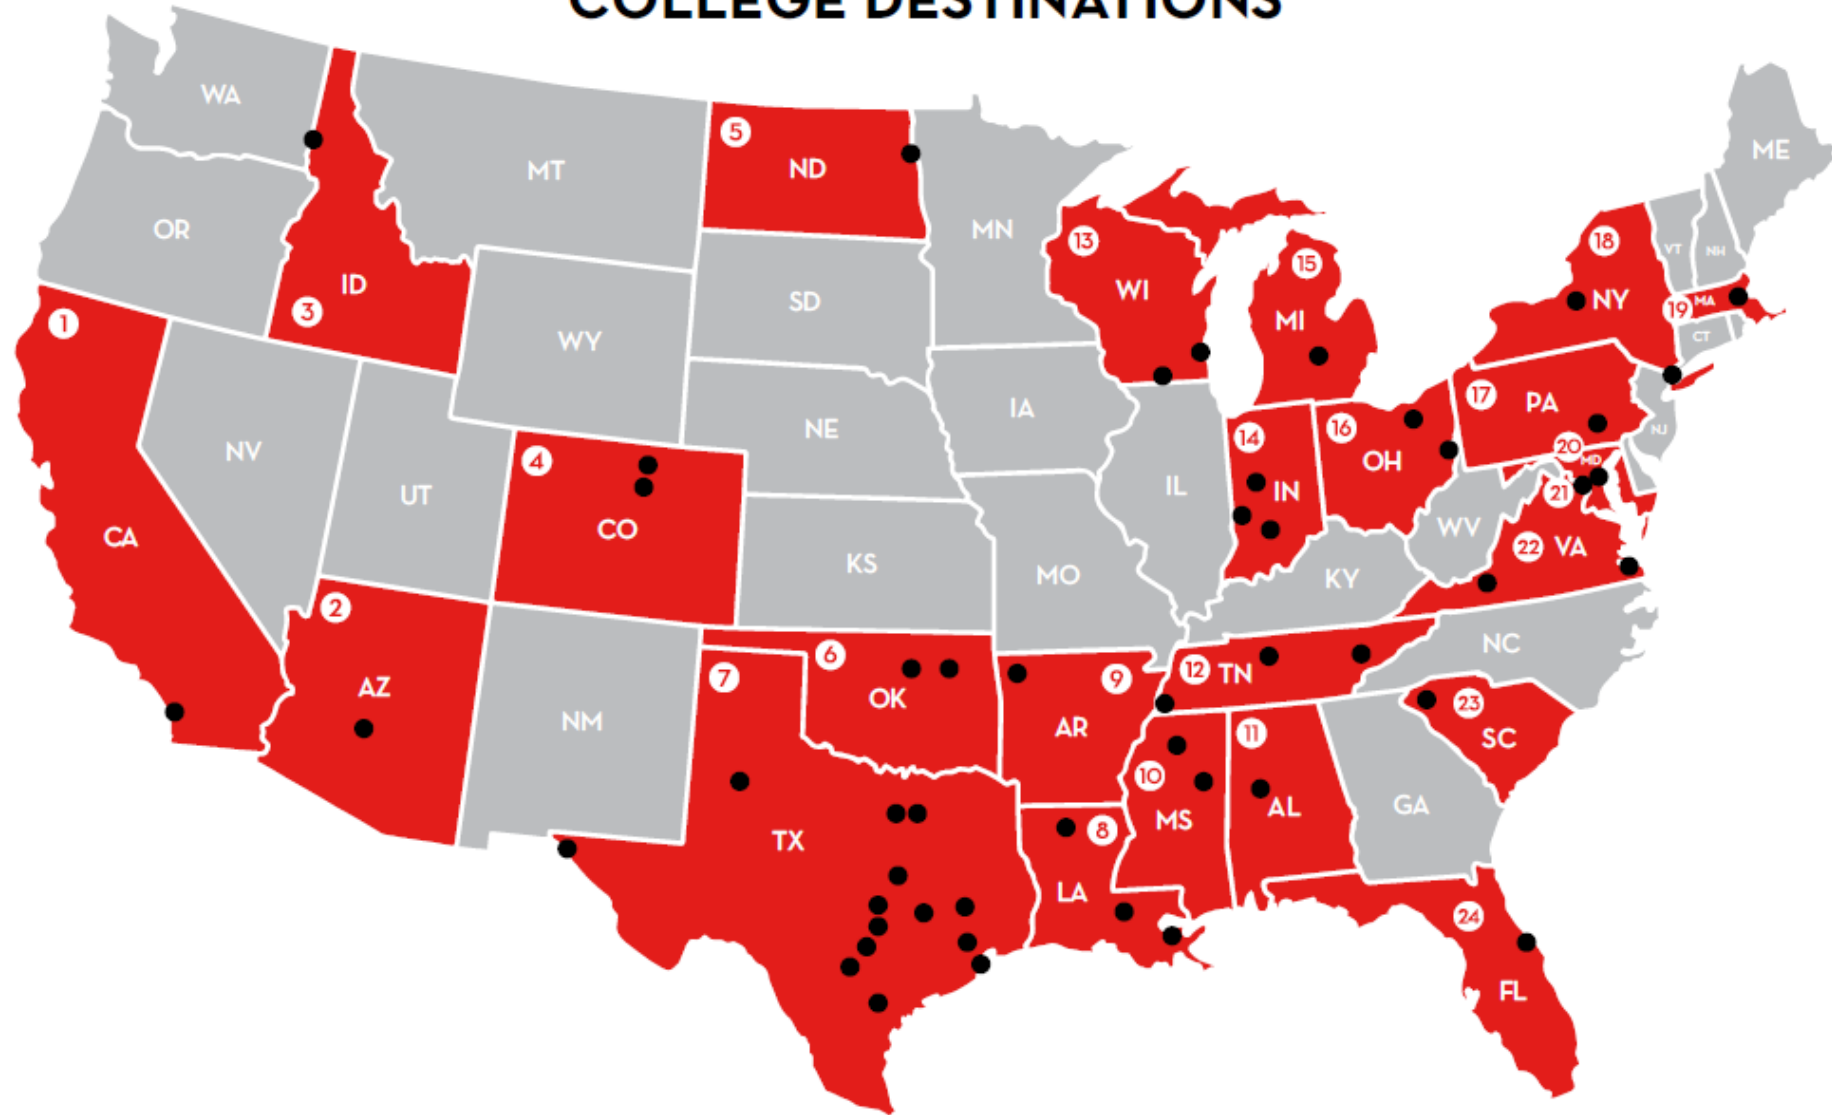 COLLEGE DESTINATIONS
WA
MT
5
ND
ME
OR
MN
13
18
VT
NH
15
ID
WI
3
SD
NY
19
MA
1
WY
MI
CT
17
PA
IA
NE
14
16
NJ
NV
4
OH
20
MD
UT
IL
IN
21
CO
WV
CA
22
VA
KS
MO
KY
2
NC
6
12
TN
7
9
AZ
OK
23
NM
AR
11
SC
10
TX
MS
AL
GA
8
LA
24
FL